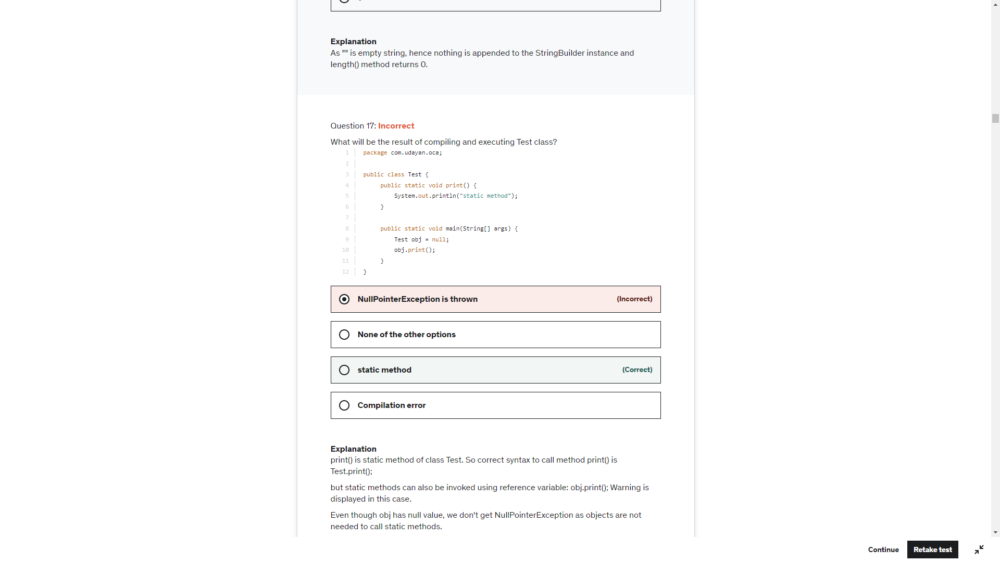 Explanation
As "" is empty string, hence nothing is appended to the StringBuilder instance and
length() method returns 0.
Question 17: Incorrect
What will be the result of compiling and executing Test class?
1 package com.udayan.oca;
2
3 public class Test {
4 public static void print() {
5 System.out.println("static method");
6 }
7
8 public static void main(String[] args) {
9 Test obj = null;
10 obj.print();
11 }
12 }
NullPointerException is thrown (Incorrect)
None of the other options
static method (Correct)
Compilation error
Explanation
print() is static method of class Test. So correct syntax to call method print() is
Test.print();
but static methods can also be invoked using reference variable: obj.print(); Warning is
displayed in this case.
Even though obj has null value, we don't get NullPointerException as objects are not
needed to call static methods.
Continue Retake test